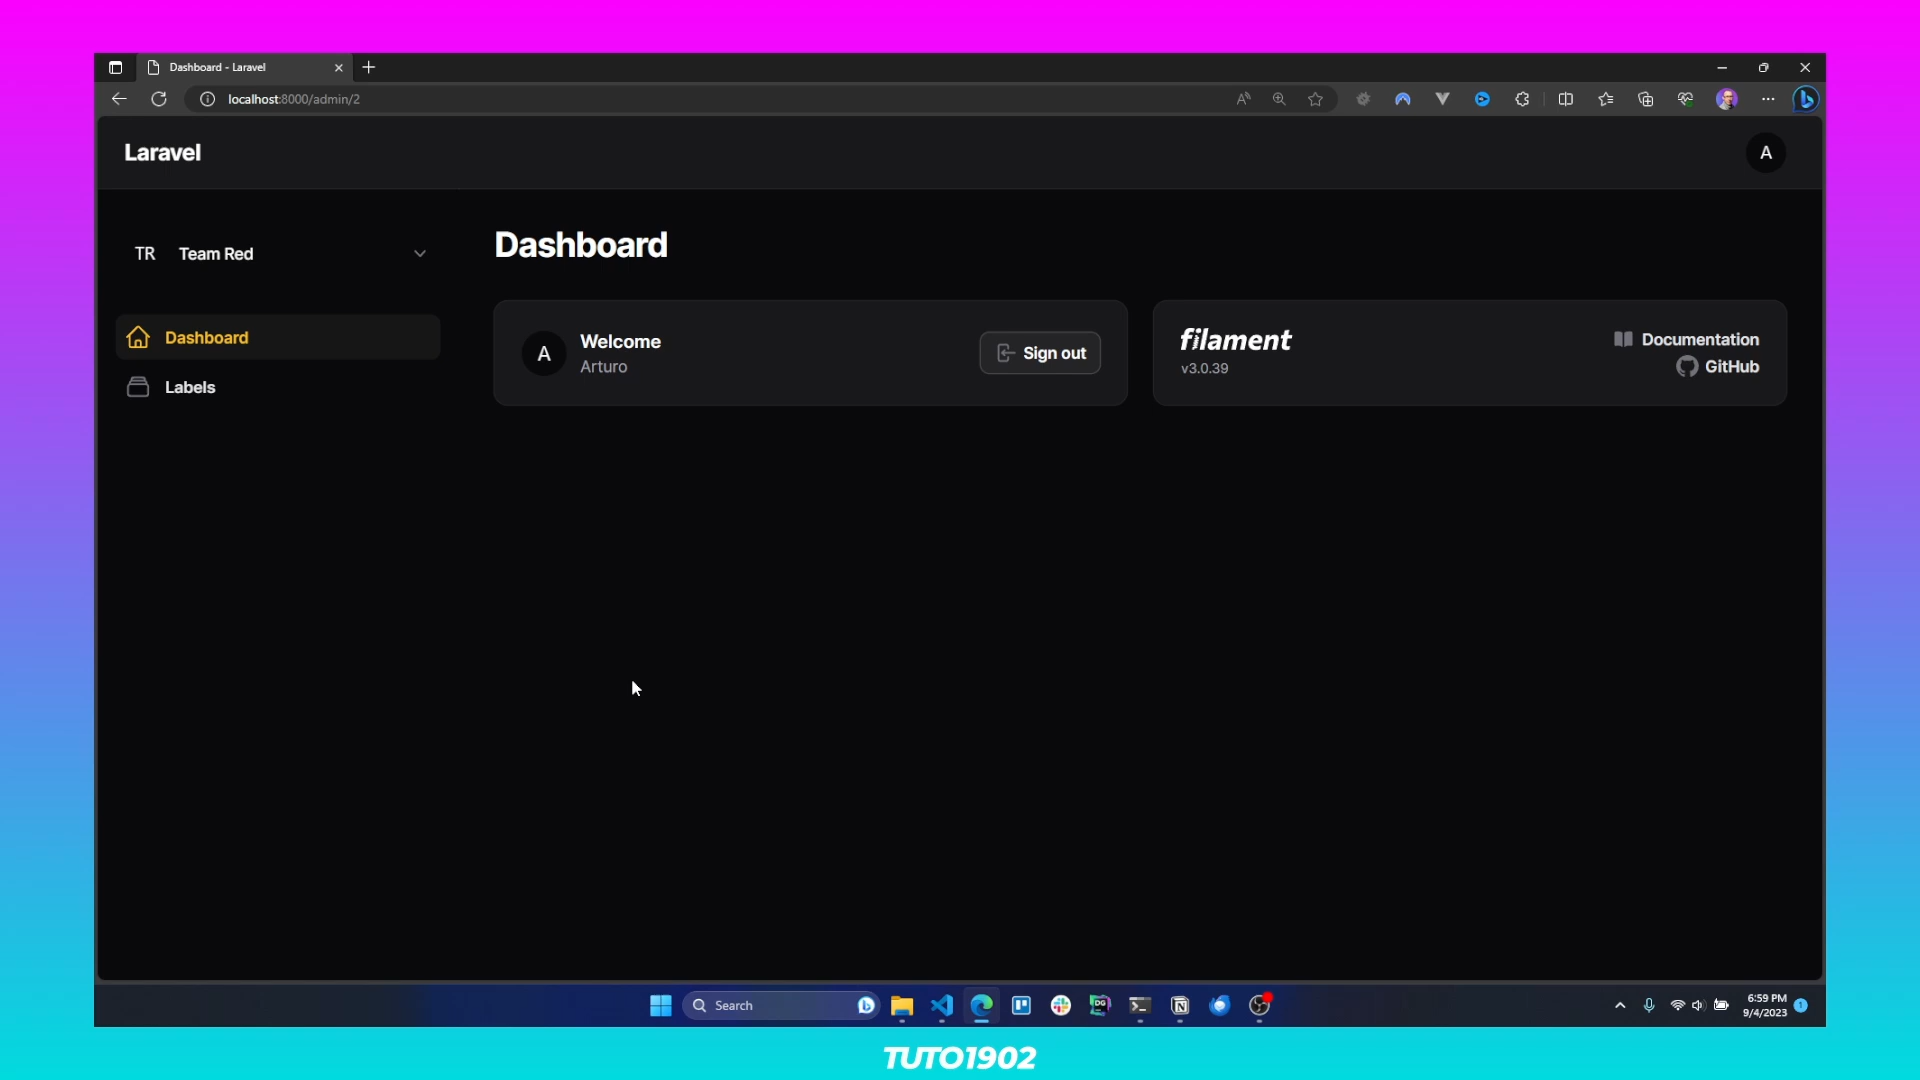 Dashboard - Laravel
localhost:8000/admin/2
Laravel
A
TR Team Red
Dashboard
Labels
Dashboard
A
Welcome
Arturo
Sign out
filament
v3.0.39
Documentation
GitHub
Search
6:59 PM
9/4/2023
1
TUTO1902